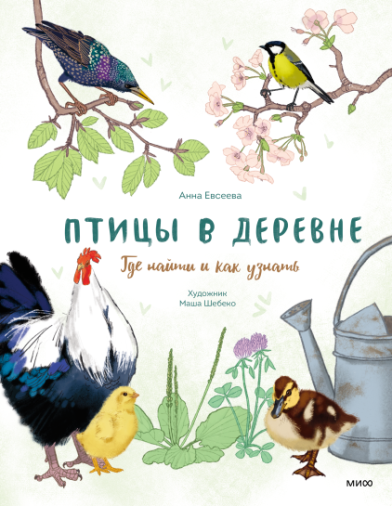 Анна Евсеева
ПТИЦЫ В ДЕРЕВНЕ
Где найти и как узнать
Художник
Маша Шебеко
МИФ